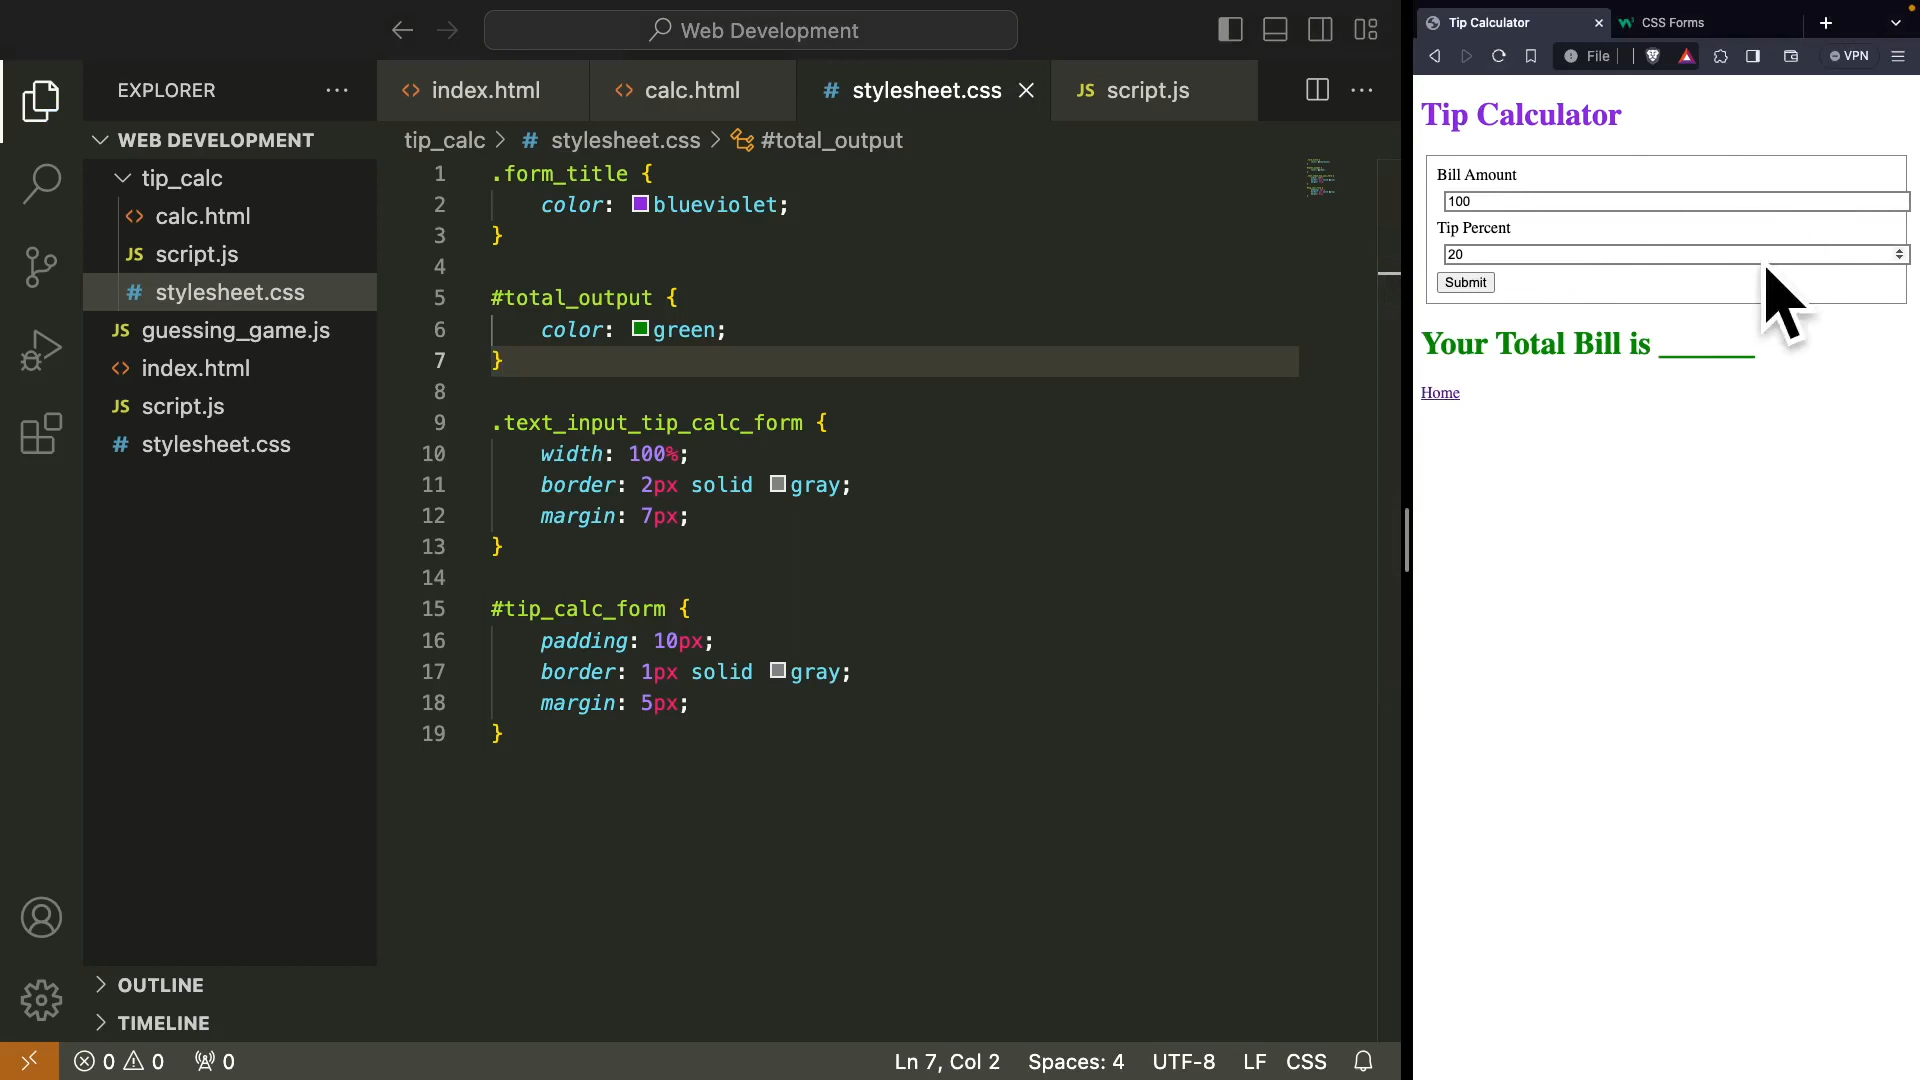 Web Development
EXPLORER
WEB DEVELOPMENT
tip_calc
calc.html
JS script.js
# stylesheet.css
JS guessing_game.js
index.html
JS script.js
# stylesheet.css
OUTLINE
TIMELINE
index.html
calc.html
# stylesheet.css
JS script.js
tip_calc > # stylesheet.css > #total_output
1 .form_title {
2 color: blueviolet;
3 }
4
5 #total_output {
6 color: green;
7 }
8
9 .text_input_tip_calc_form {
10 width: 100%;
11 border: 2px solid gray;
12 margin: 7px;
13 }
14
15 #tip_calc_form {
16 padding: 10px;
17 border: 1px solid gray;
18 margin: 5px;
19 }
0 0 0
Ln 7, Col 2 Spaces: 4 UTF-8 LF CSS
Tip Calculator
CSS Forms
File
VPN
Tip Calculator
Bill Amount
100
Tip Percent
20
Submit
Your Total Bill is ______
Home